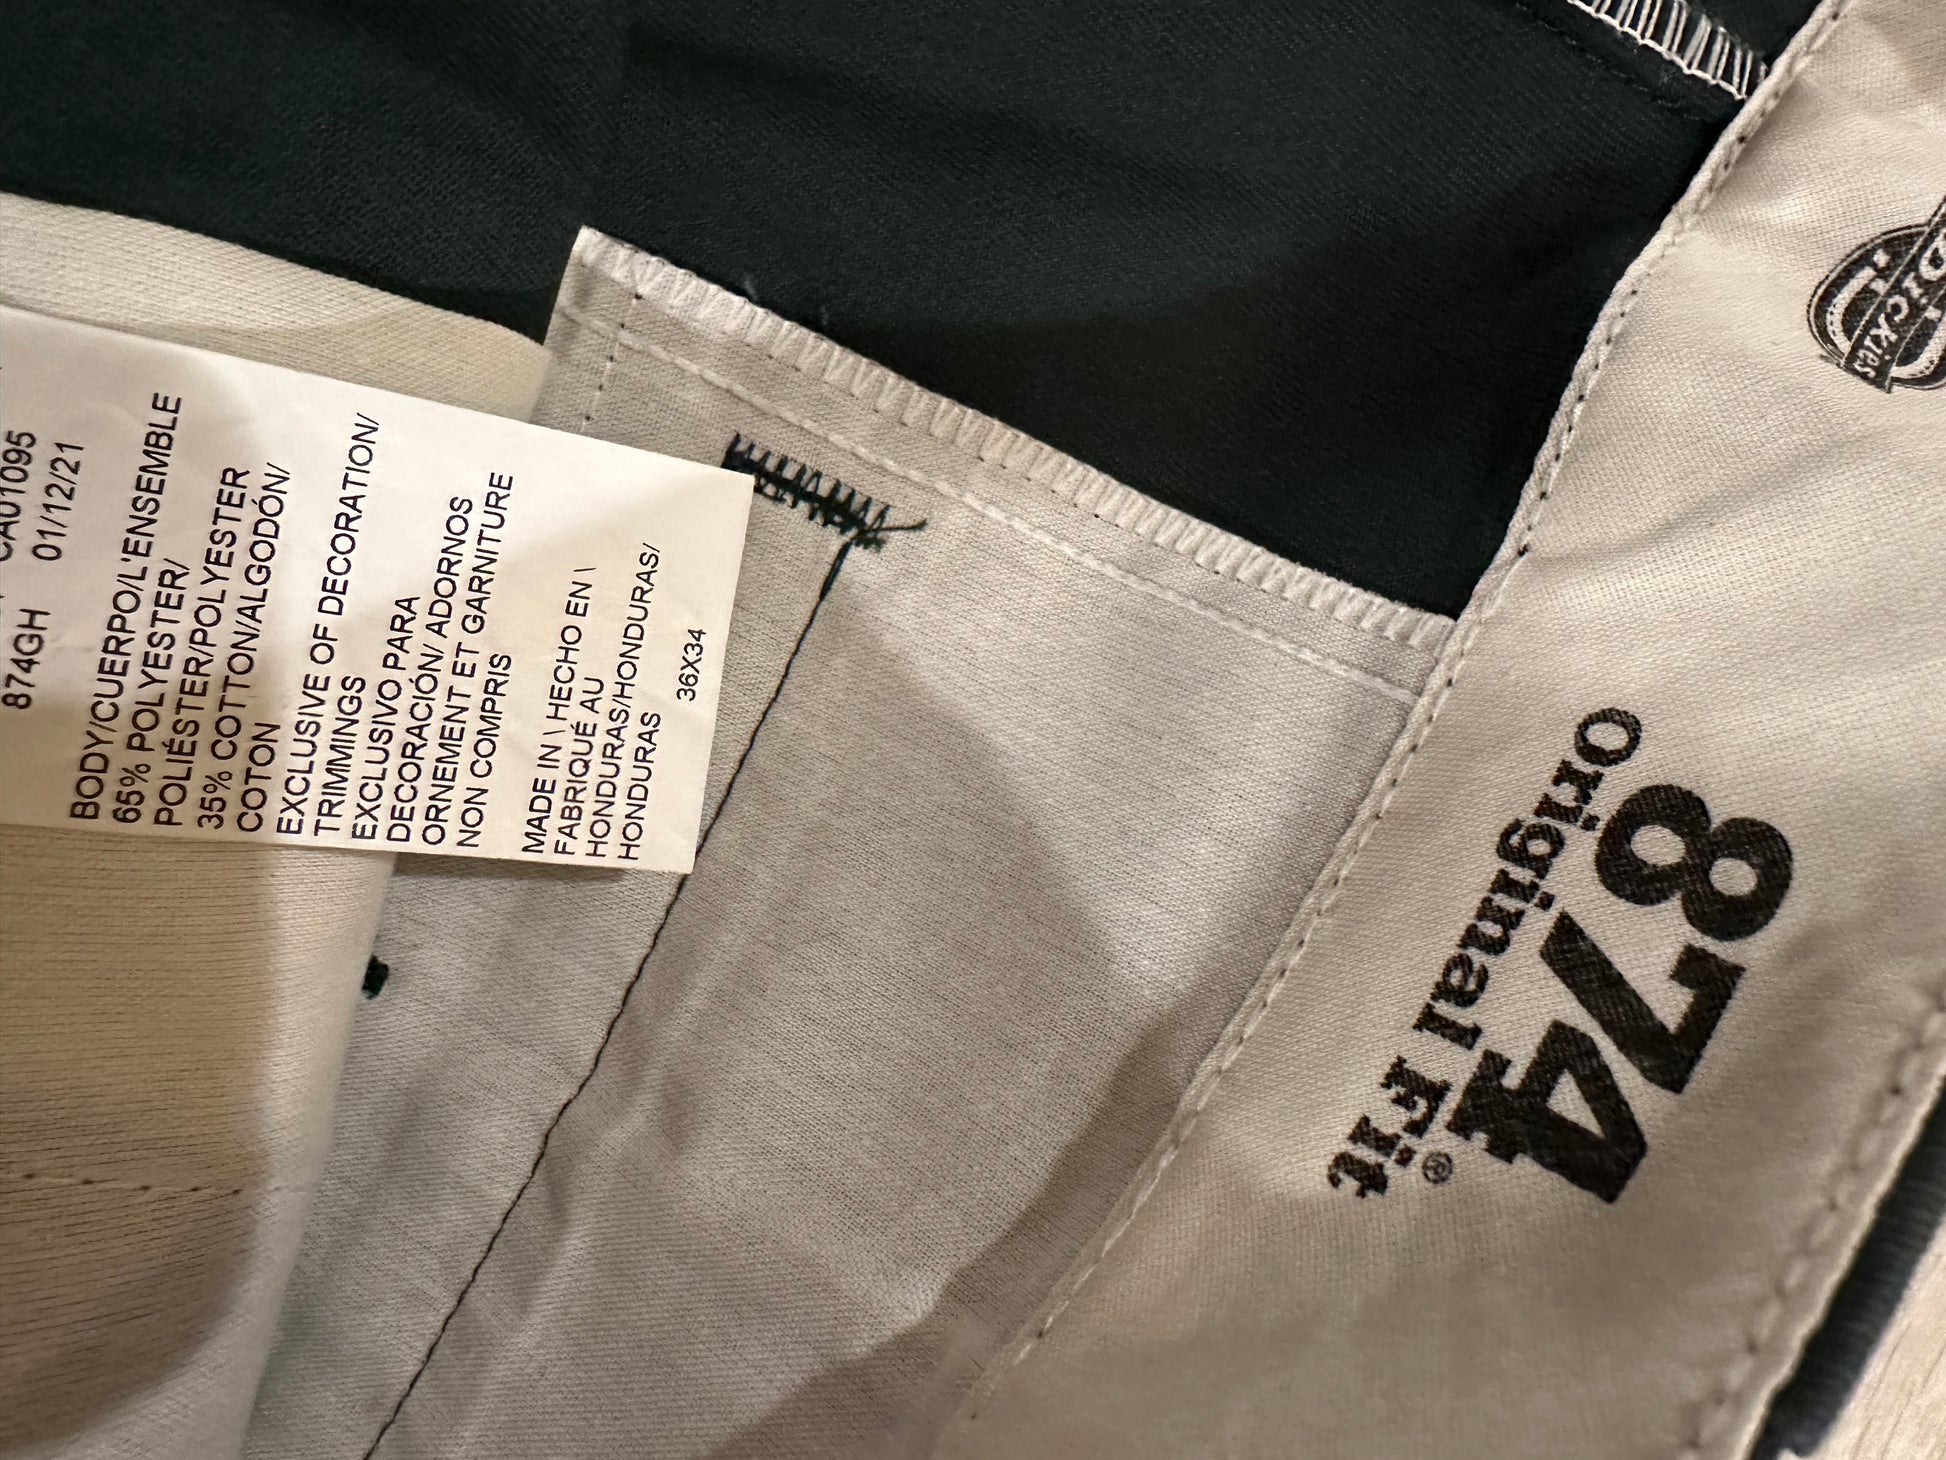 CAU1095
874GH 01/12/21
BODY/CUERPO/L'ENSEMBLE
65% POLYESTER/
POLIÉSTER/POLYESTER
35% COTTON/ALGODÓN/
COTON
EXCLUSIVE OF DECORATION/
TRIMMINGS
EXCLUSIVO PARA
DECORACIÓN/ ADORNOS
ORNEMENT ET GARNITURE
NON COMPRIS
MADE IN \ HECHO EN \
FABRIQUÉ AU
HONDURAS/HONDURAS/
HONDURAS
36X34
Dickies
874
Original Fit®